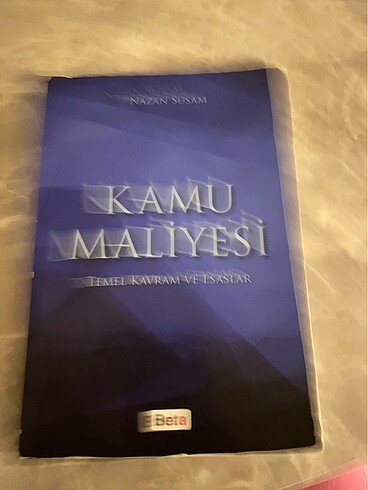 NAZAN SUSAM
KAMU
MALİYESİ
TEMEL KAVRAM VE ESASLAR
Beta